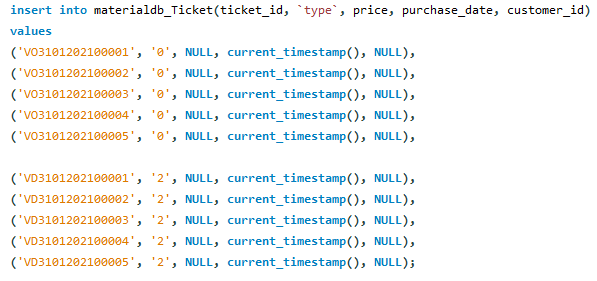 insert into materialdb_Ticket(ticket_id, `type`, price, purchase_date, customer_id)
values
('VO3101202100001', '0', NULL, current_timestamp(), NULL),
('VO3101202100002', '0', NULL, current_timestamp(), NULL),
('VO3101202100003', '0', NULL, current_timestamp(), NULL),
('VO3101202100004', '0', NULL, current_timestamp(), NULL),
('VO3101202100005', '0', NULL, current_timestamp(), NULL),
('VD3101202100001', '2', NULL, current_timestamp(), NULL),
('VD3101202100002', '2', NULL, current_timestamp(), NULL),
('VD3101202100003', '2', NULL, current_timestamp(), NULL),
('VD3101202100004', '2', NULL, current_timestamp(), NULL),
('VD3101202100005', '2', NULL, current_timestamp(), NULL);